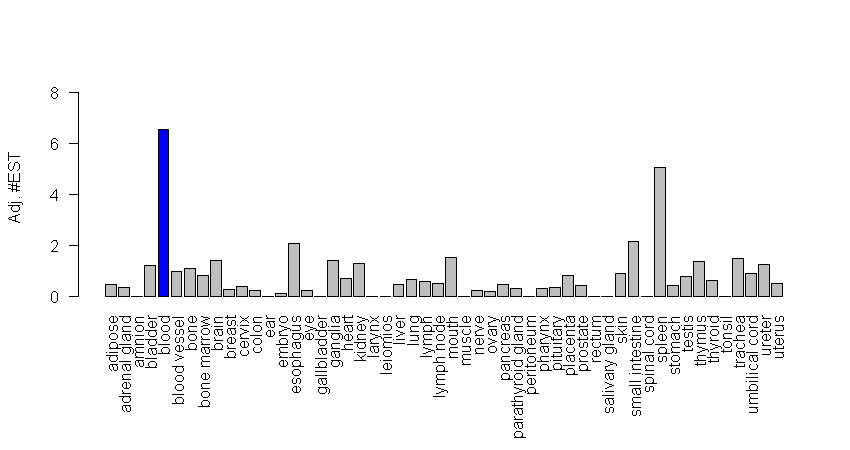 Adj. #EST
8
6
4
2
0
adipose
adrenal gland
amnion
bladder
blood
blood vessel
bone
bone marrow
brain
breast
cervix
colon
ear
embryo
esophagus
eye
gallbladder
ganglia
heart
kidney
larynx
leiomios
liver
lung
lymph
lymph node
mouth
muscle
nerve
ovary
pancreas
parathyroid gland
peritoneum
pharynx
pituitary
placenta
prostate
rectum
salivary gland
skin
small intestine
spinal cord
spleen
stomach
testis
thymus
thyroid
tonsil
trachea
umbilical cord
ureter
uterus